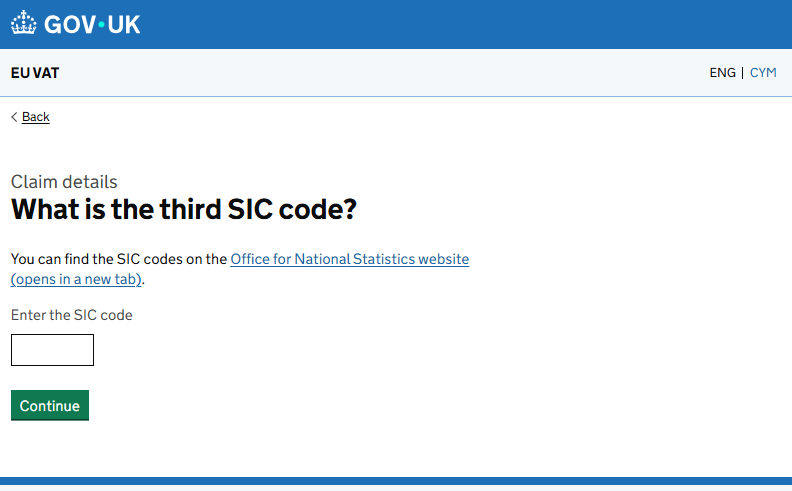 GOV•UK
EU VAT
ENG | CYM
Back
Claim details
What is the third SIC code?
You can find the SIC codes on the Office for National Statistics website
(opens in a new tab).
Enter the SIC code
Continue